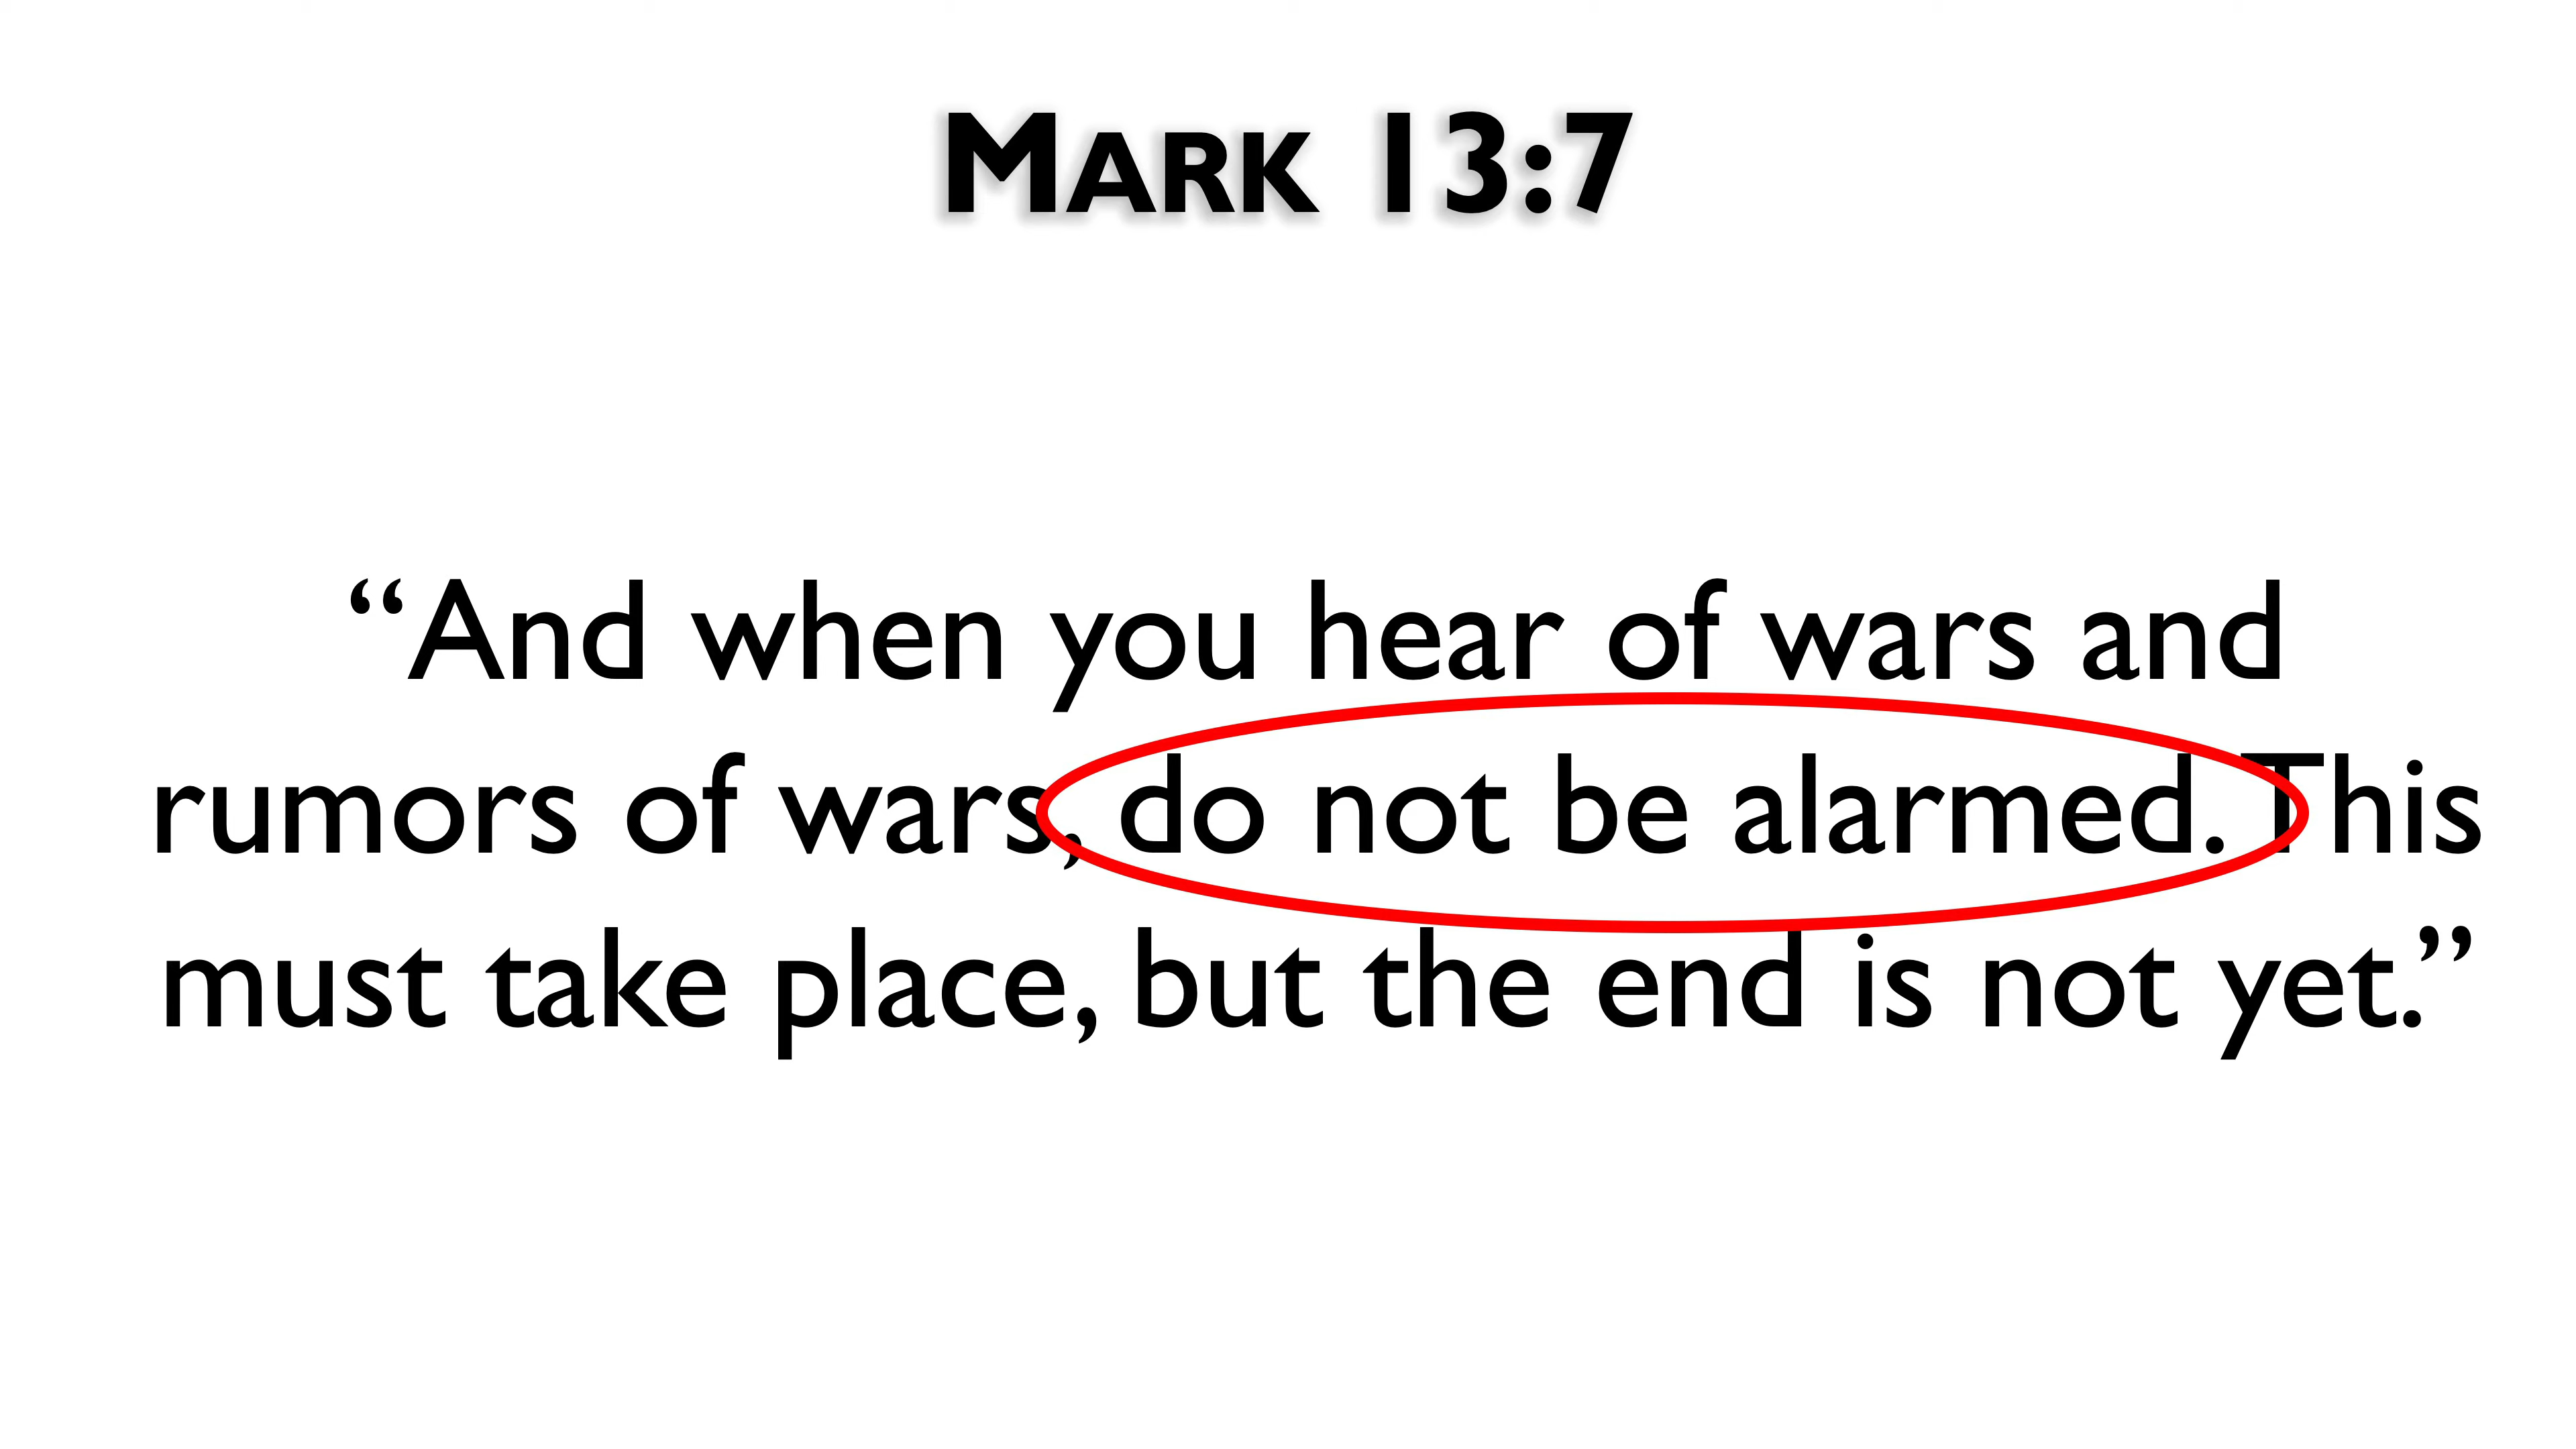 MARK 13:7
“And when you hear of wars and
rumors of wars, do not be alarmed. This
must take place, but the end is not yet.”